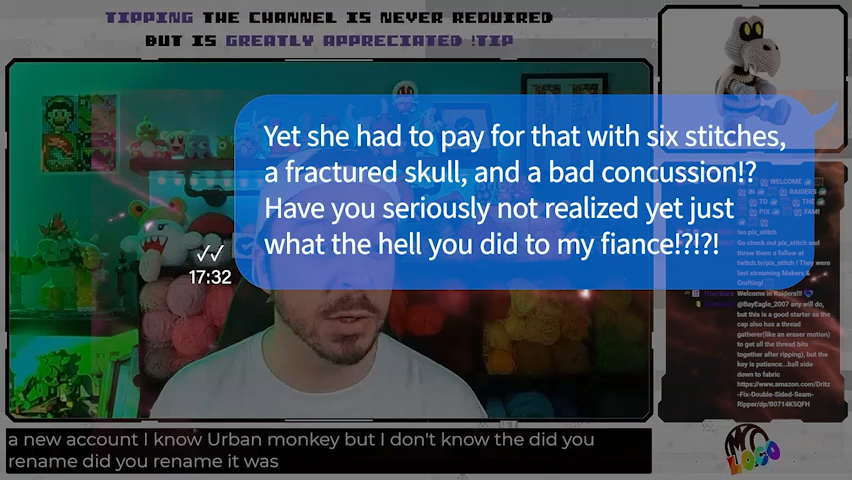 TIPPING THE CHANNEL IS NEVER REQUIRED
BUT IS GREATLY APPRECIATED !TIP
Yet she had to pay for that with six stitches,
a fractured skull, and a bad concussion!?
Have you seriously not realized yet just
what the hell you did to my fiance!?!?!
17:32
WELCOME
IN RAIDERS
TO THE
PIX FAM!
two pix_stitch
Go check out pix_stitch and
throw them a follow at
twitch.tv/pix_stitch ! They were
last streaming Makers &
Crafting!
Welcome in Raiders!!!
@BayEagle_2007 any will do,
but this is a good starter as the
cap also has a thread
gatherer(like an eraser motion)
to get all the thread bits
together after ripping), but the
key is patience...ball side
down to fabric
https://www.amazon.com/Dritz
-Fix-Double-Sided-Seam-
Ripper/dp/B0714K5QFH
a new account I know Urban monkey but I don't know the did you
rename did you rename it was
LOCO